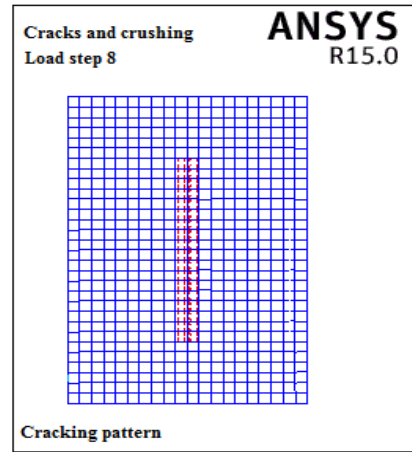 Cracks and crushing
Load step 8
ANSYS
R15.0
Cracking pattern